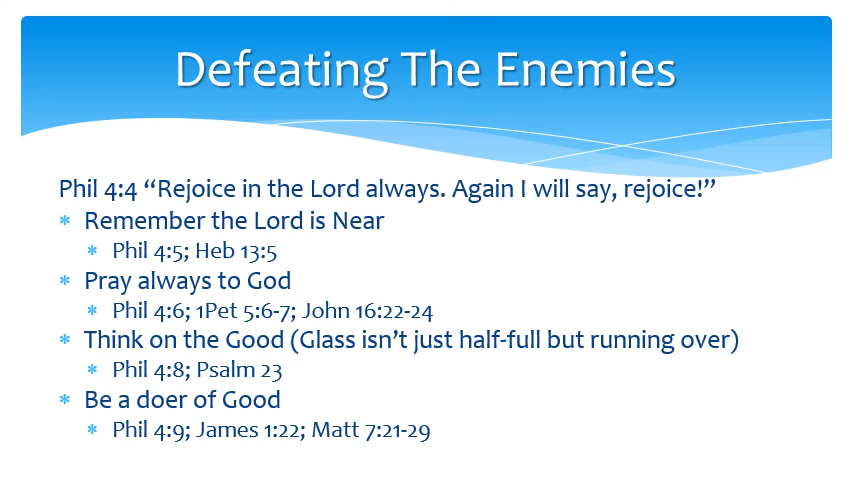 Defeating The Enemies
Phil 4:4 “Rejoice in the Lord always. Again I will say, rejoice!”
Remember the Lord is Near
Phil 4:5; Heb 13:5
Pray always to God
Phil 4:6; 1Pet 5:6-7; John 16:22-24
Think on the Good (Glass isn’t just half-full but running over)
Phil 4:8; Psalm 23
Be a doer of Good
Phil 4:9; James 1:22; Matt 7:21-29